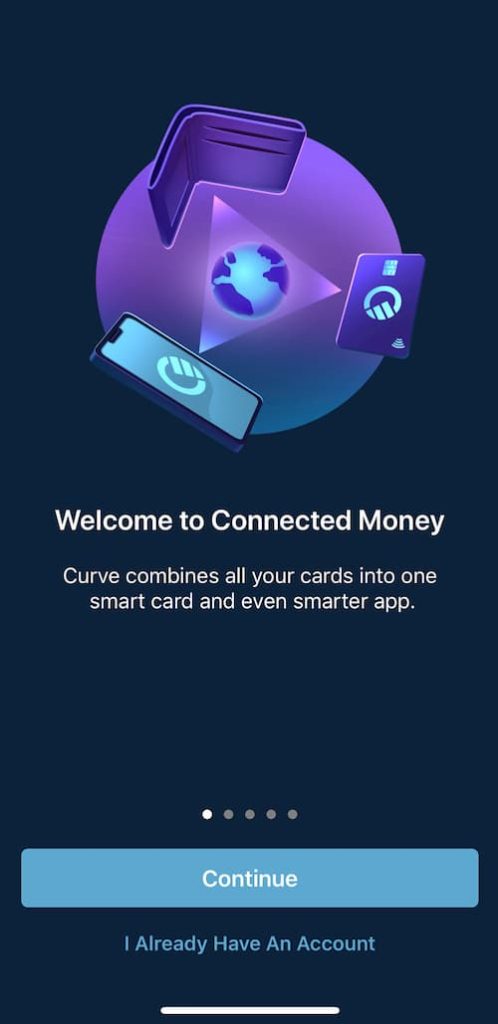 Welcome to Connected Money
Curve combines all your cards into one
smart card and even smarter app.
Continue
I Already Have An Account